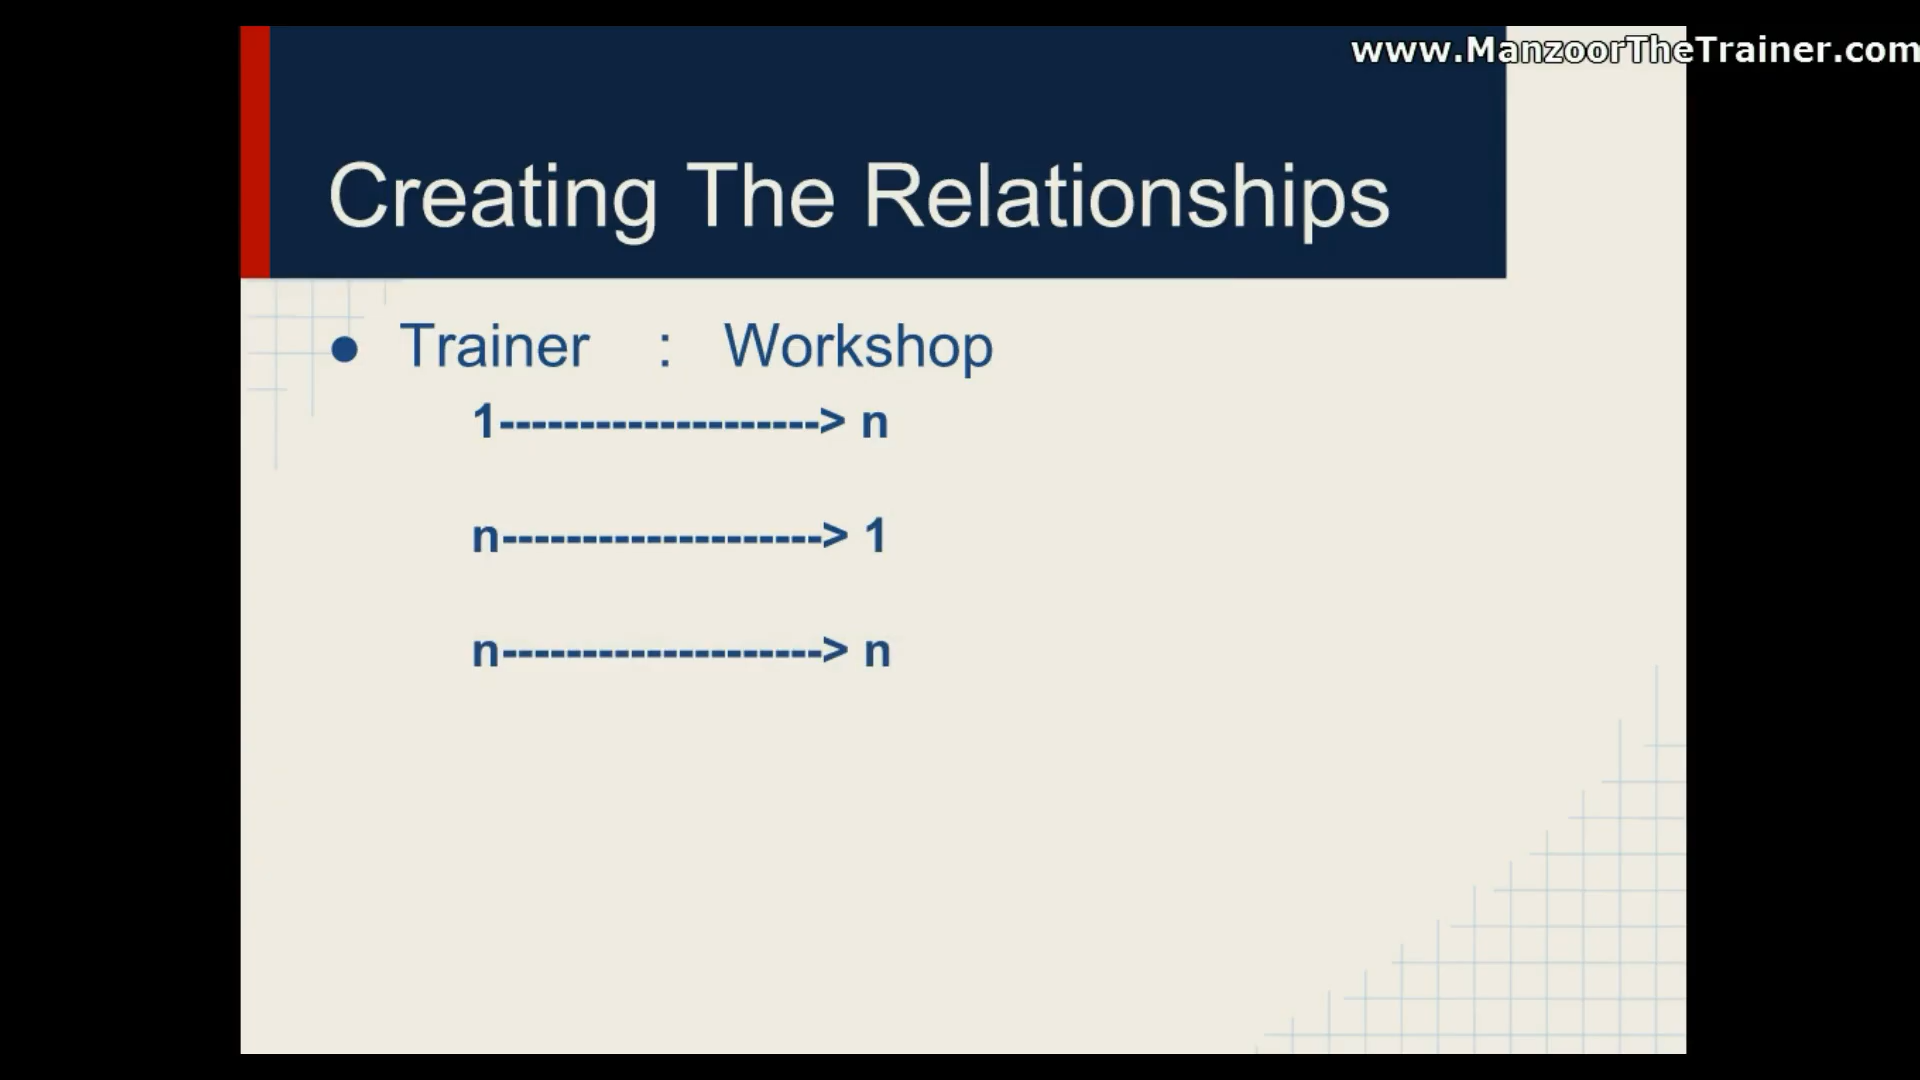 www.ManzoorTheTrainer.com
Creating The Relationships
● Trainer : Workshop
1--------------------> n
n--------------------> 1
n--------------------> n